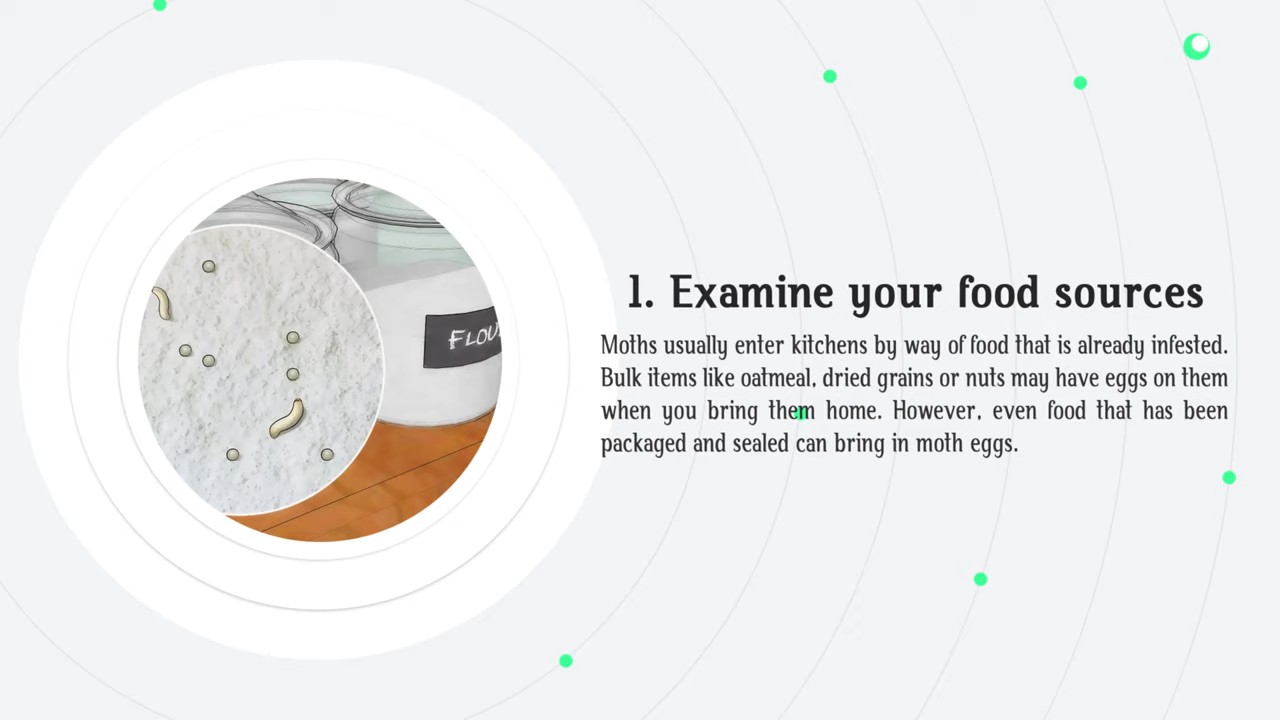 FLOU
1. Examine your food sources
Moths usually enter kitchens by way of food that is already infested.
Bulk items like oatmeal, dried grains or nuts may have eggs on them
when you bring them home. However, even food that has been
packaged and sealed can bring in moth eggs.